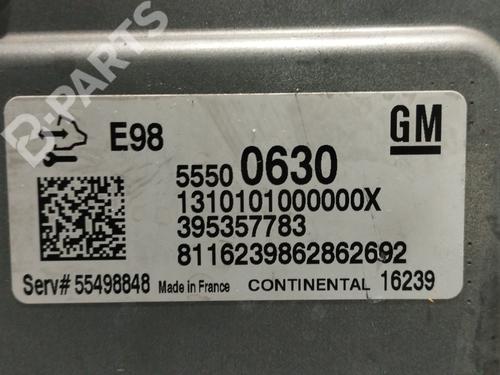 B-PARTS
E98
GM
5550 0630
1310101000000X
395357783
8116239862862692
Serv# 55498848 Made in France CONTINENTAL 16239